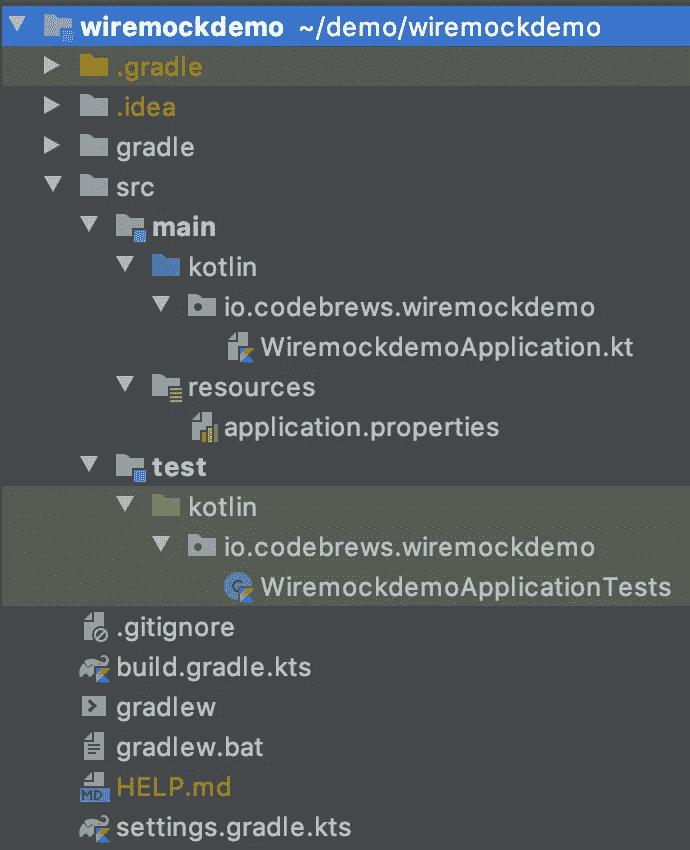 wiremockdemo ~/demo/wiremockdemo
.gradle
.idea
gradle
src
main
kotlin
io.codebrews.wiremockdemo
WiremockdemoApplication.kt
resources
application.properties
test
kotlin
io.codebrews.wiremockdemo
WiremockdemoApplicationTests
.gitignore
build.gradle.kts
gradlew
gradlew.bat
MD HELP.md
settings.gradle.kts